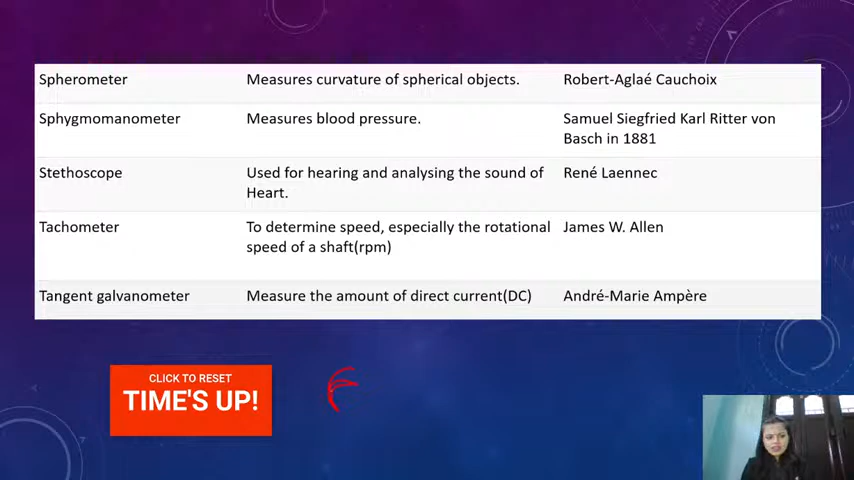 Spherometer
Measures curvature of spherical objects.
Robert-Aglaé Cauchoix
Sphygmomanometer
Measures blood pressure.
Samuel Siegfried Karl Ritter von
Basch in 1881
Stethoscope
Used for hearing and analysing the sound of
Heart.
René Laennec
Tachometer
To determine speed, especially the rotational
speed of a shaft(rpm)
James W. Allen
Tangent galvanometer
Measure the amount of direct current(DC)
André-Marie Ampère
CLICK TO RESET
TIME'S UP!